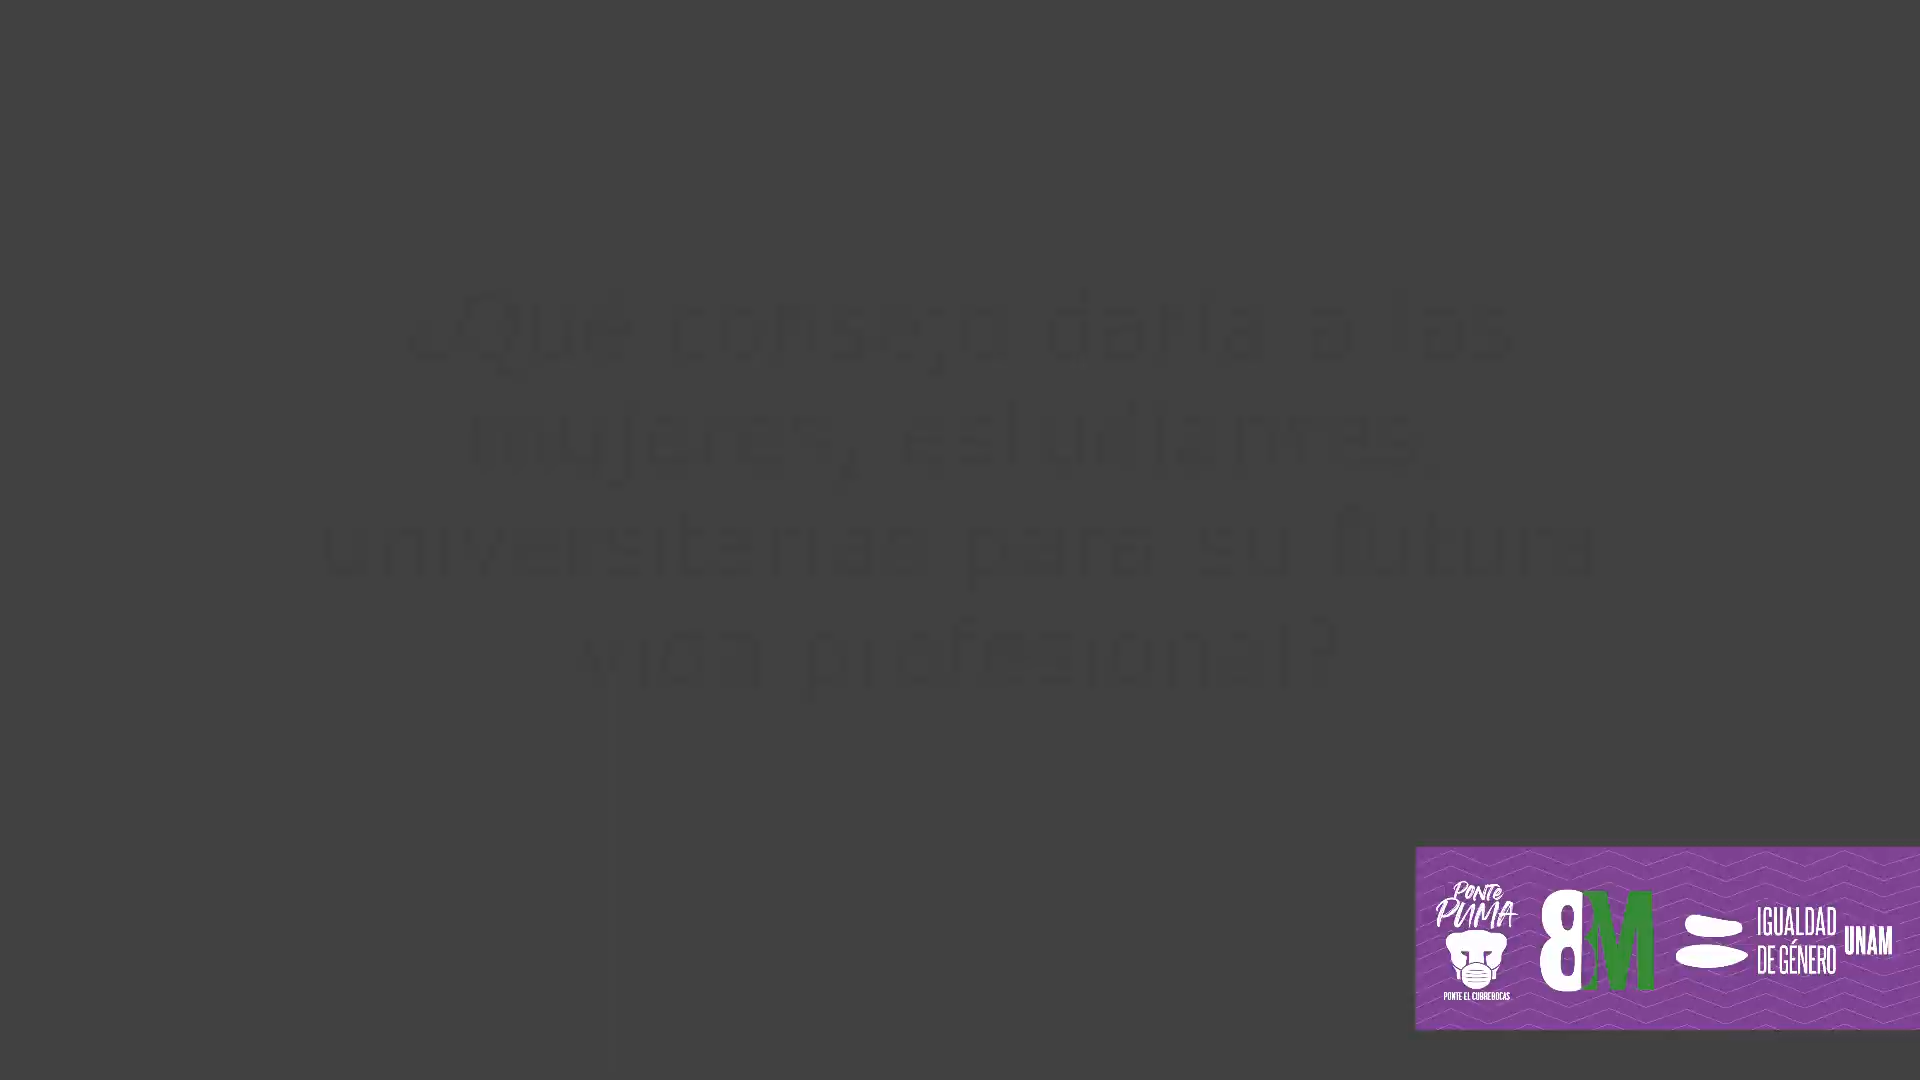 ¿Qué consejo daría a las
mujeres, estudiantes,
universitarias para su futura
vida profesional?
PONTE
PUMA
PONTE EL CUBREBOCAS
8M
IGUALDAD
DE GÉNERO
UNAM